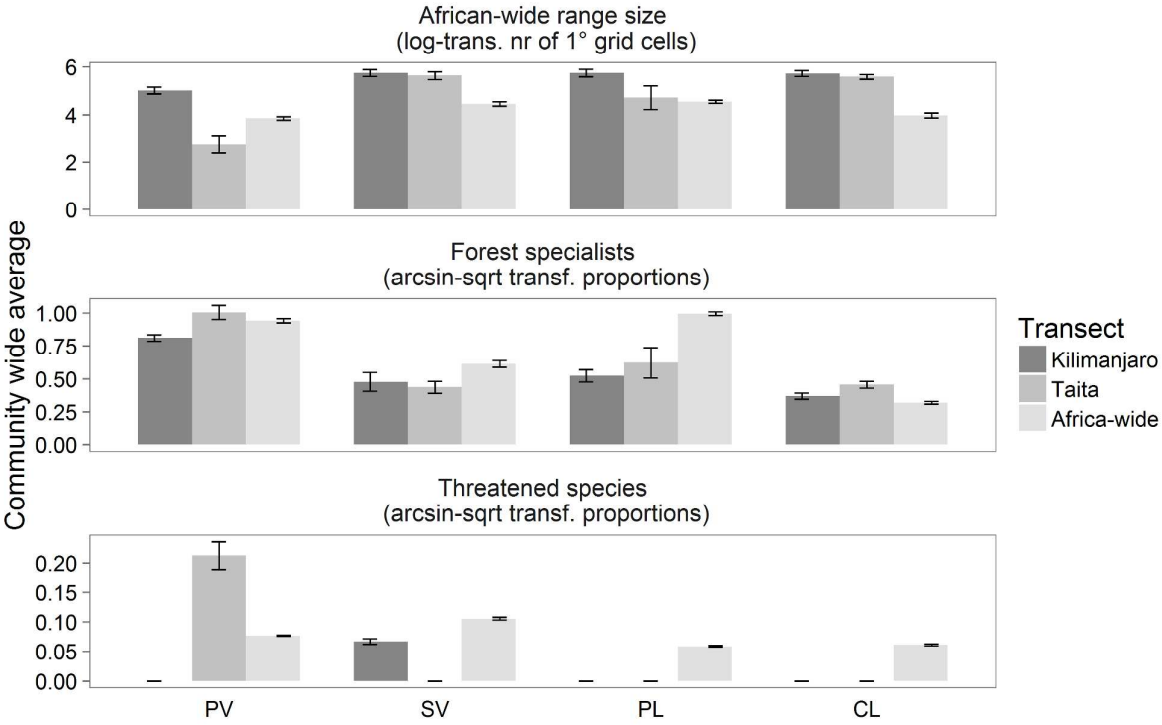 African-wide range size
(log-trans. nr of 1° grid cells)
6
4
2
0
Forest specialists
(arcsin-sqrt transf. proportions)
1.00
0.75
0.50
0.25
0.00
Threatened species
(arcsin-sqrt transf. proportions)
0.20
0.15
0.10
0.05
0.00
PV SV PL CL
Community wide average
Transect
Kilimanjaro
Taita
Africa-wide